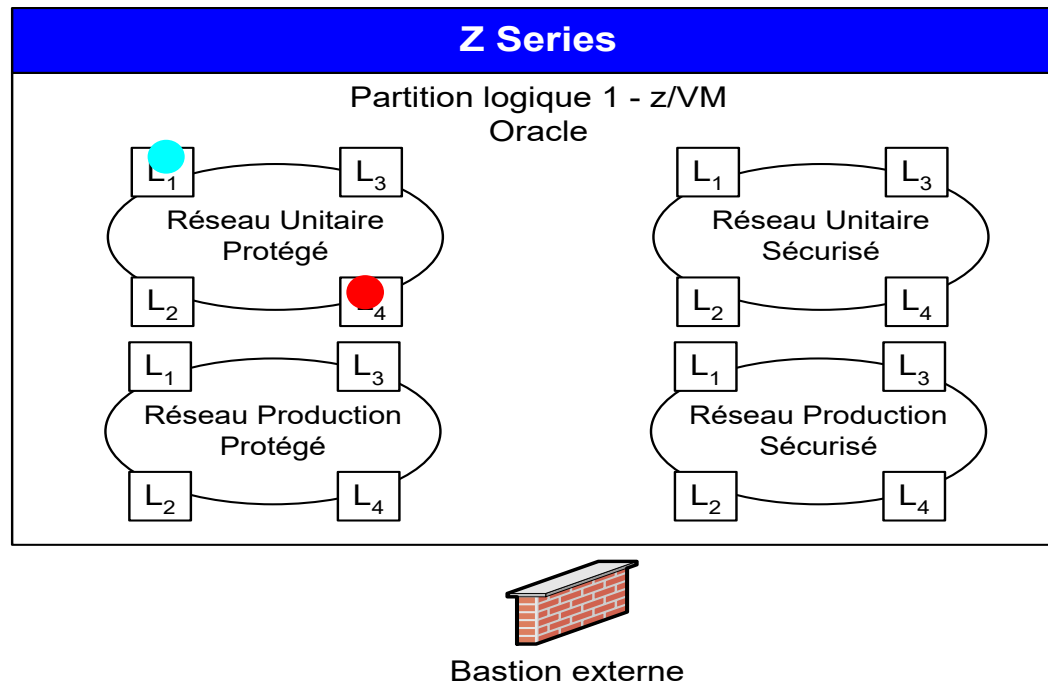 Z Series
Partition logique 1 - z/VM
Oracle
L₁ L₃
Réseau Unitaire
Protégé
L₂ ₄
L₁ L₃
Réseau Unitaire
Sécurisé
L₂ L₄
L₁ L₃
Réseau Production
Protégé
L₂ L₄
L₁ L₃
Réseau Production
Sécurisé
L₂ L₄
Bastion externe